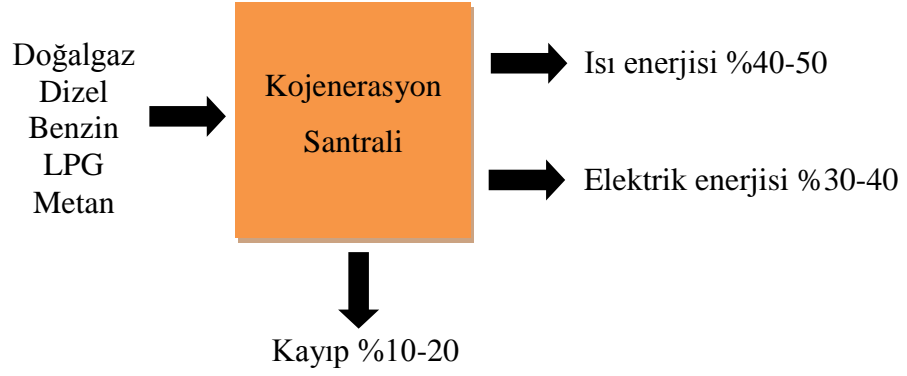 Doğalgaz
Dizel
Benzin
LPG
Metan
Kojenerasyon
Santrali
Isı enerjisi %40-50
Elektrik enerjisi %30-40
Kayıp %10-20